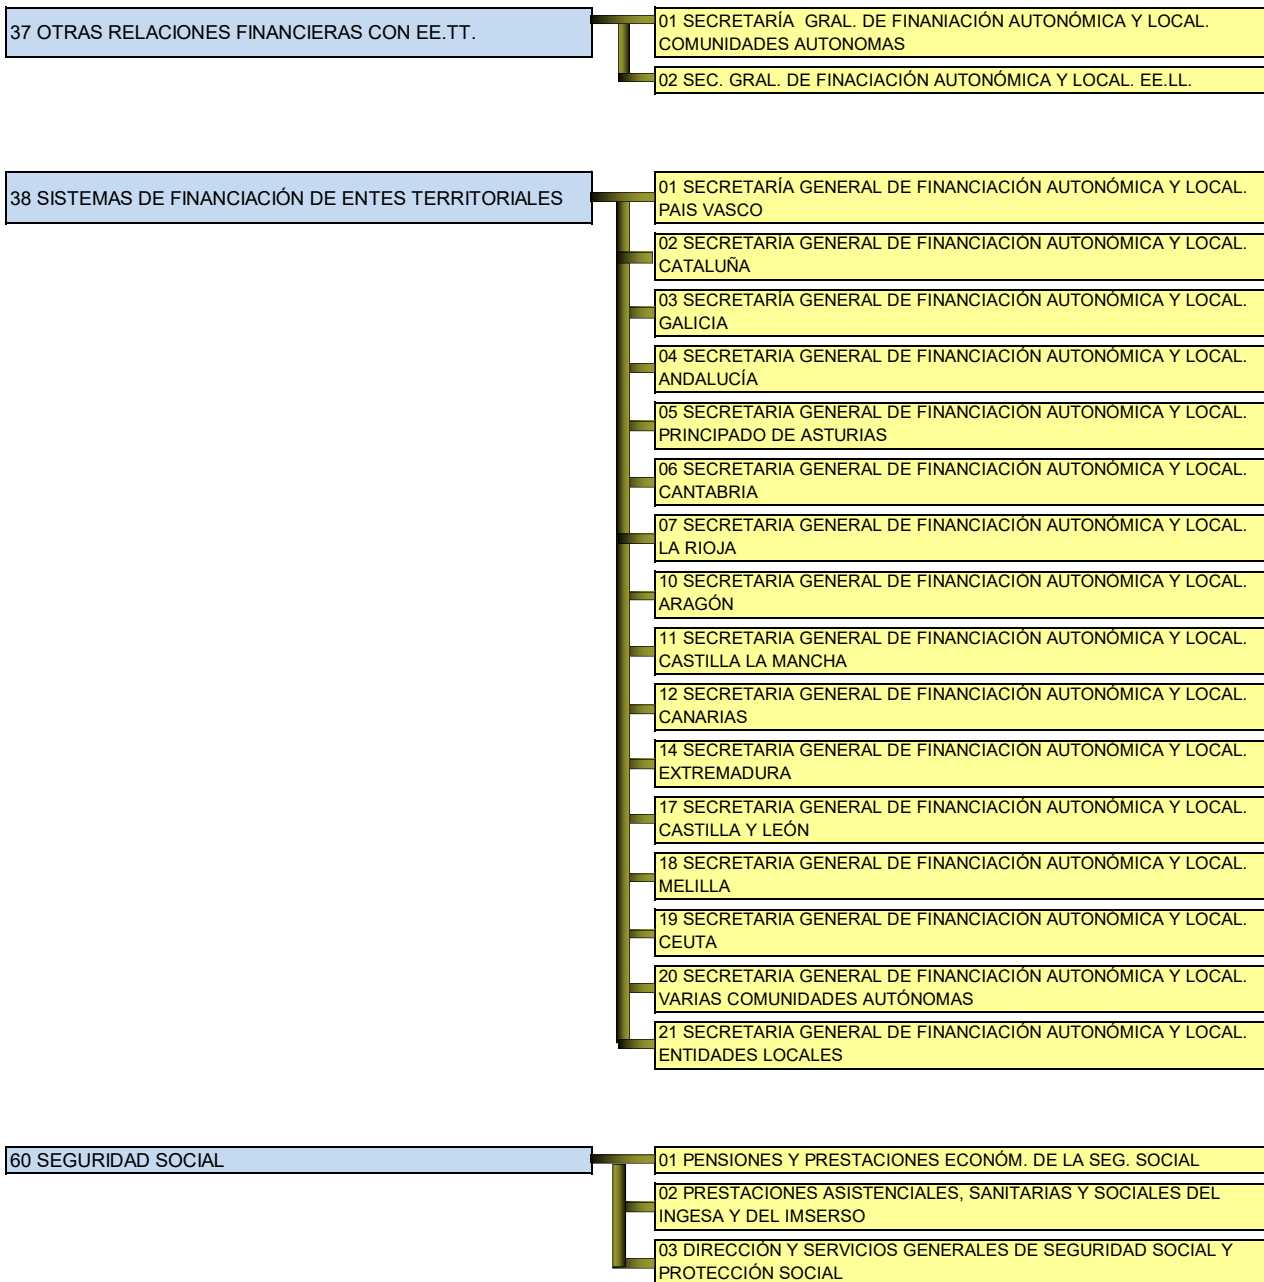 37 OTRAS RELACIONES FINANCIERAS CON EE.TT.
01 SECRETARÍA GRAL. DE FINANIACIÓN AUTONÓMICA Y LOCAL.
COMUNIDADES AUTONOMAS
02 SEC. GRAL. DE FINACIACIÓN AUTONÓMICA Y LOCAL. EE.LL.
38 SISTEMAS DE FINANCIACIÓN DE ENTES TERRITORIALES
01 SECRETARÍA GENERAL DE FINANCIACIÓN AUTONÓMICA Y LOCAL.
PAIS VASCO
02 SECRETARÍA GENERAL DE FINANCIACIÓN AUTONÓMICA Y LOCAL.
CATALUÑA
03 SECRETARÍA GENERAL DE FINANCIACIÓN AUTONÓMICA Y LOCAL.
GALICIA
04 SECRETARIA GENERAL DE FINANCIACIÓN AUTONÓMICA Y LOCAL.
ANDALUCÍA
05 SECRETARIA GENERAL DE FINANCIACIÓN AUTONÓMICA Y LOCAL.
PRINCIPADO DE ASTURIAS
06 SECRETARIA GENERAL DE FINANCIACIÓN AUTONÓMICA Y LOCAL.
CANTABRIA
07 SECRETARIA GENERAL DE FINANCIACIÓN AUTONÓMICA Y LOCAL.
LA RIOJA
10 SECRETARIA GENERAL DE FINANCIACIÓN AUTONÓMICA Y LOCAL.
ARAGÓN
11 SECRETARIA GENERAL DE FINANCIACIÓN AUTONÓMICA Y LOCAL.
CASTILLA LA MANCHA
12 SECRETARIA GENERAL DE FINANCIACIÓN AUTONÓMICA Y LOCAL.
CANARIAS
14 SECRETARIA GENERAL DE FINANCIACIÓN AUTONÓMICA Y LOCAL.
EXTREMADURA
17 SECRETARIA GENERAL DE FINANCIACIÓN AUTONÓMICA Y LOCAL.
CASTILLA Y LEÓN
18 SECRETARIA GENERAL DE FINANCIACIÓN AUTONÓMICA Y LOCAL.
MELILLA
19 SECRETARIA GENERAL DE FINANCIACIÓN AUTONÓMICA Y LOCAL.
CEUTA
20 SECRETARIA GENERAL DE FINANCIACIÓN AUTONÓMICA Y LOCAL.
VARIAS COMUNIDADES AUTÓNOMAS
21 SECRETARIA GENERAL DE FINANCIACIÓN AUTONÓMICA Y LOCAL.
ENTIDADES LOCALES
60 SEGURIDAD SOCIAL
01 PENSIONES Y PRESTACIONES ECONÓM. DE LA SEG. SOCIAL
02 PRESTACIONES ASISTENCIALES, SANITARIAS Y SOCIALES DEL
INGESA Y DEL IMSERSO
03 DIRECCIÓN Y SERVICIOS GENERALES DE SEGURIDAD SOCIAL Y
PROTECCIÓN SOCIAL